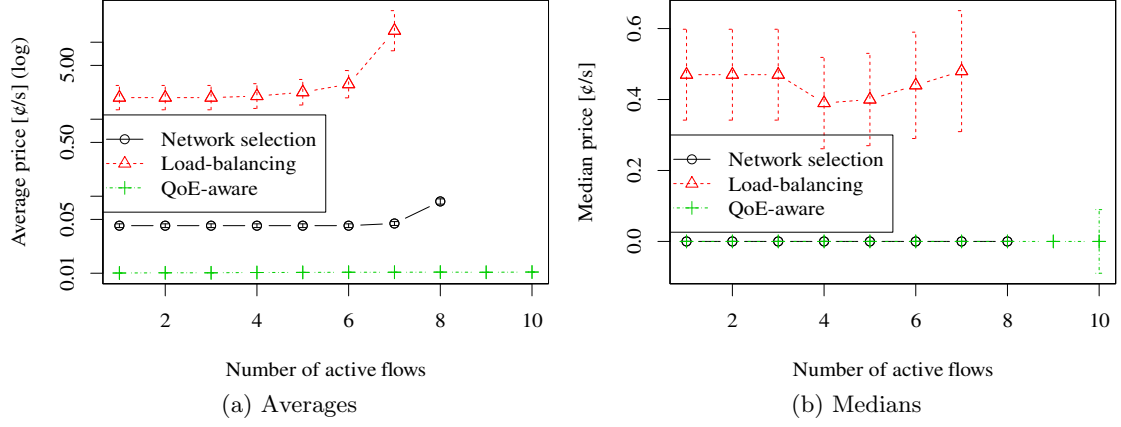 Average price [¢/s] (log)
5.00
0.50
0.05
0.01
Network selection
Load-balancing
QoE-aware
2 4 6 8 10
Number of active flows
(a) Averages
Median price [¢/s]
0.6
0.4
0.2
0.0
Network selection
Load-balancing
QoE-aware
2 4 6 8 10
Number of active flows
(b) Medians